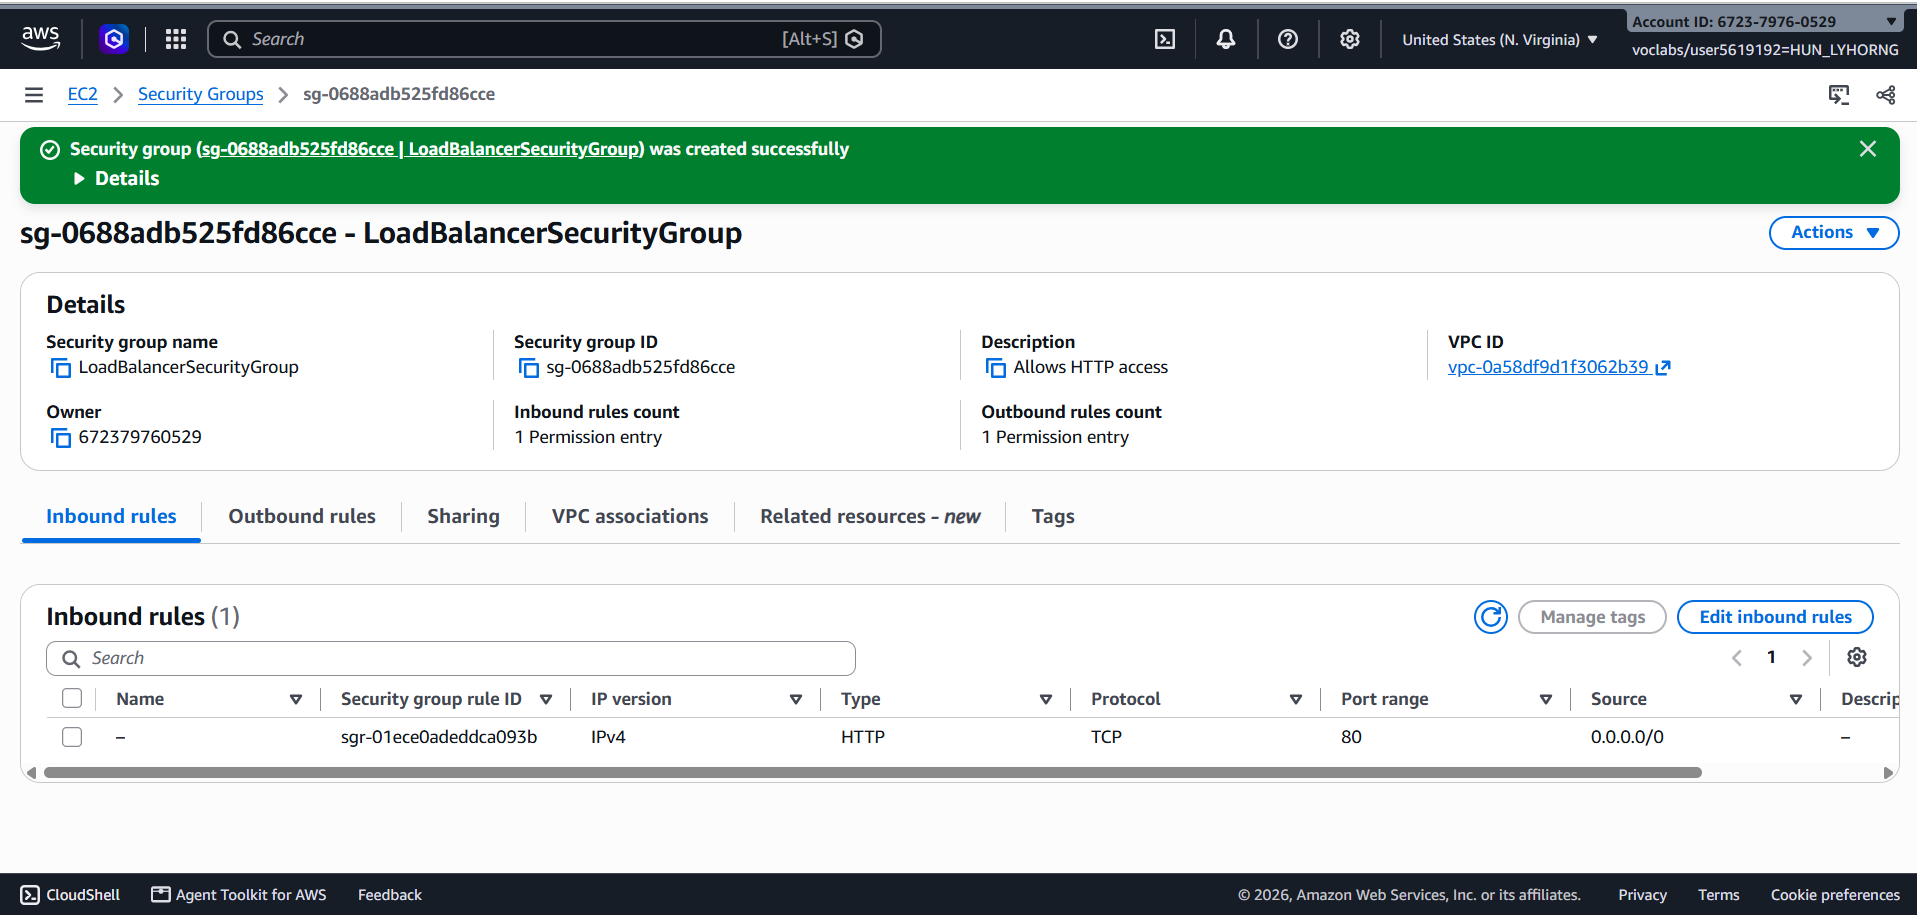 aws
Search [Alt+S]
United States (N. Virginia)
Account ID: 6723-7976-0529
voclabs/user5619192=HUN_LYHORNG
EC2 > Security Groups > sg-0688adb525fd86cce
Security group (sg-0688adb525fd86cce | LoadBalancerSecurityGroup) was created successfully
Details
sg-0688adb525fd86cce - LoadBalancerSecurityGroup
Actions
Details
Security group name Security group ID Description VPC ID
LoadBalancerSecurityGroup sg-0688adb525fd86cce Allows HTTP access vpc-0a58df9d1f3062b39
Owner Inbound rules count Outbound rules count
672379760529 1 Permission entry 1 Permission entry
Inbound rules Outbound rules Sharing VPC associations Related resources - new Tags
Inbound rules (1) Manage tags Edit inbound rules
Search 1
Name Security group rule ID IP version Type Protocol Port range Source Descrip
– sgr-01ece0adeddca093b IPv4 HTTP TCP 80 0.0.0.0/0 –
CloudShell Agent Toolkit for AWS Feedback © 2026, Amazon Web Services, Inc. or its affiliates. Privacy Terms Cookie preferences